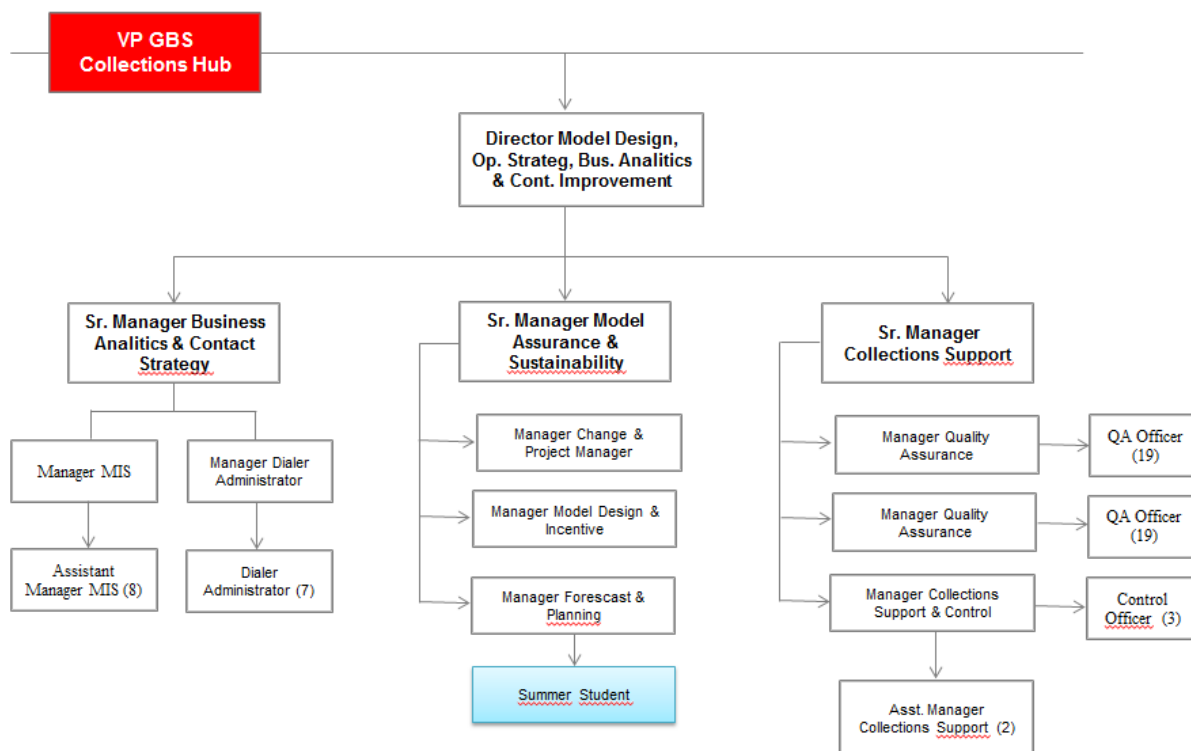 VP GBS
Collections Hub
Director Model Design,
Op. Strateg, Bus. Analitics
& Cont. Improvement
Sr. Manager Business
Analitics & Contact
Strategy
Sr. Manager Model
Assurance &
Sustainability
Sr. Manager
Collections Support
Manager MIS
Manager Dialer
Administrator
Assistant
Manager MIS (8)
Dialer
Administrator (7)
Manager Change &
Project Manager
Manager Model Design &
Incentive
Manager Forescast &
Planning
Summer Student
Manager Quality
Assurance
QA Officer
(19)
Manager Quality
Assurance
QA Officer
(19)
Manager Collections
Support & Control
Control
Officer (3)
Asst. Manager
Collections Support (2)